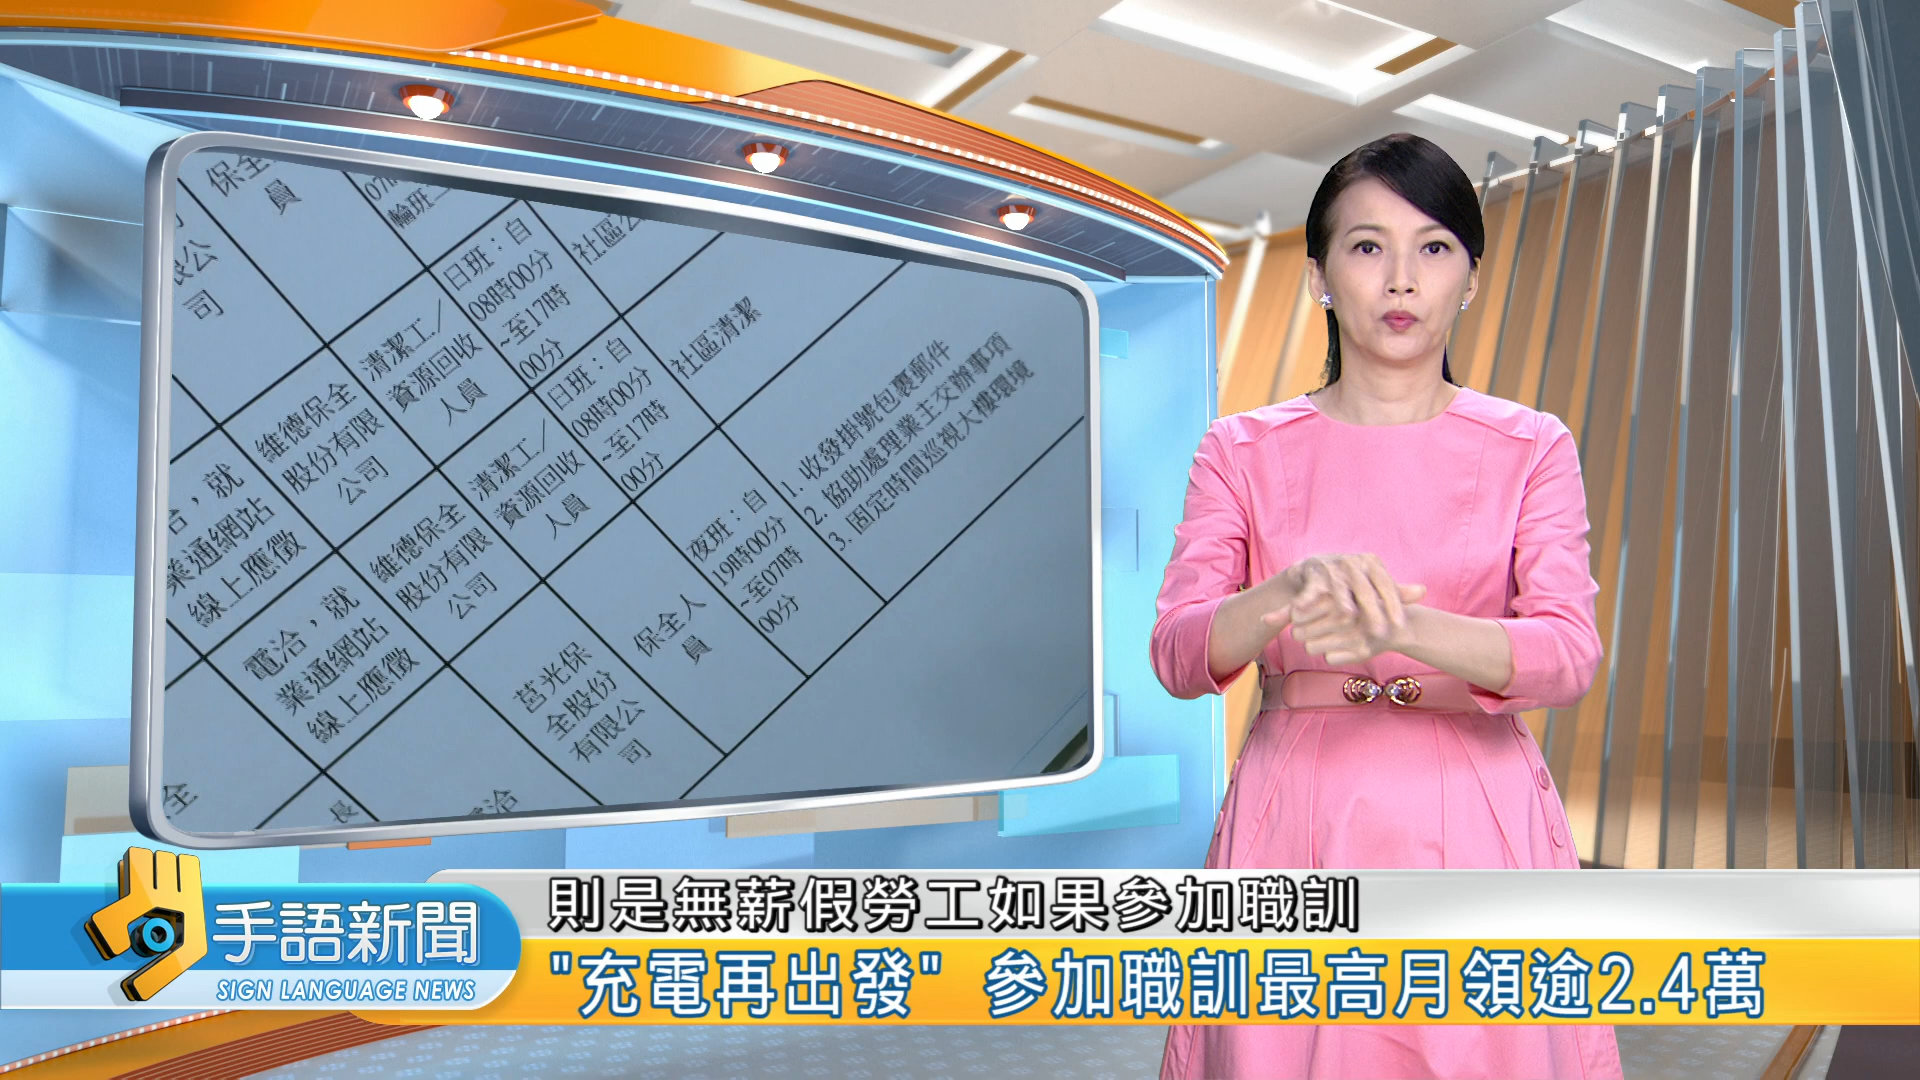 保全
員
限公
司
輪班
日班：自
08時00分
~至17時
00分
清潔工／
資源回收
人員
維德保全
股份有限
公司
洽，就
業通網站
線上應徵
社區清潔
日班：自
08時00分
~至17時
00分
清潔工／
資源回收
人員
維德保全
股份有限
公司
電洽，就
業通網站
線上應徵
1. 收發掛號包裹郵件
2. 協助處理業主交辦事項
3. 固定時間巡視大樓環境
夜班：自
19時00分
~至07時
00分
保全人
員
莒光保
全股份
有限公
司
則是無薪假勞工如果參加職訓
"充電再出發" 參加職訓最高月領逾2.4萬
手語新聞
SIGN LANGUAGE NEWS